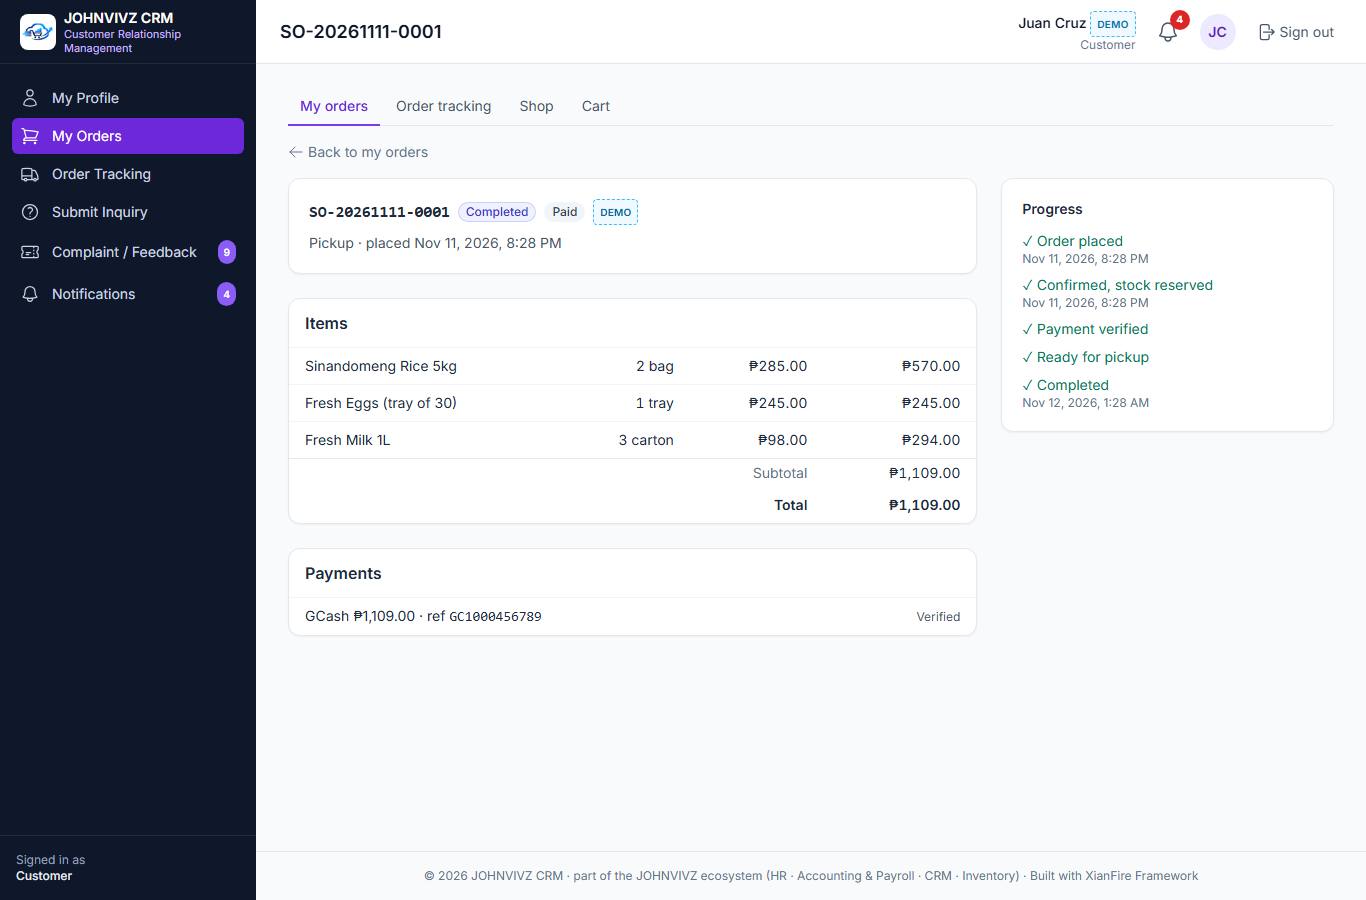 JOHNVIVZ CRM
Customer Relationship
Management
My Profile
My Orders
Order Tracking
Submit Inquiry
Complaint / Feedback 9
Notifications 4
Signed in as
Customer
SO-20261111-0001
Juan Cruz DEMO
Customer
4
JC
Sign out
My orders Order tracking Shop Cart
← Back to my orders
SO-20261111-0001 Completed Paid DEMO
Pickup · placed Nov 11, 2026, 8:28 PM
Items
Sinandomeng Rice 5kg 2 bag ₱285.00 ₱570.00
Fresh Eggs (tray of 30) 1 tray ₱245.00 ₱245.00
Fresh Milk 1L 3 carton ₱98.00 ₱294.00
Subtotal ₱1,109.00
Total ₱1,109.00
Payments
GCash ₱1,109.00 · ref GC1000456789 Verified
Progress
✓ Order placed
Nov 11, 2026, 8:28 PM
✓ Confirmed, stock reserved
Nov 11, 2026, 8:28 PM
✓ Payment verified
✓ Ready for pickup
✓ Completed
Nov 12, 2026, 1:28 AM
© 2026 JOHNVIVZ CRM · part of the JOHNVIVZ ecosystem (HR · Accounting & Payroll · CRM · Inventory) · Built with XianFire Framework